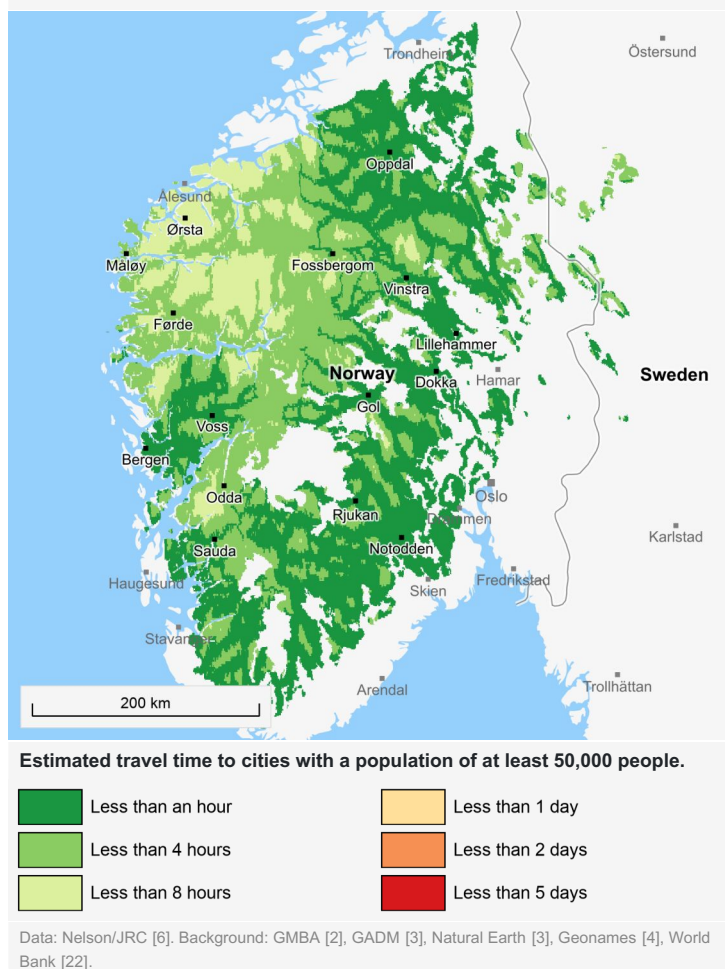 Trondheim
Östersund
Oppdal
Ålesund
Ørsta
Måløy
Fossbergom
Vinstra
Førde
Lillehammer
Norway
Sweden
Dokka
Hamar
Gol
Voss
Bergen
Odda
Rjukan
Oslo
Drammen
Sauda
Notodden
Karlstad
Haugesund
Fredrikstad
Skien
Stavanger
Arendal
Trollhättan
200 km
Estimated travel time to cities with a population of at least 50,000 people.
Less than an hour
Less than 1 day
Less than 4 hours
Less than 2 days
Less than 8 hours
Less than 5 days
Data: Nelson/JRC [6]. Background: GMBA [2], GADM [3], Natural Earth [3], Geonames [4], World
Bank [22].